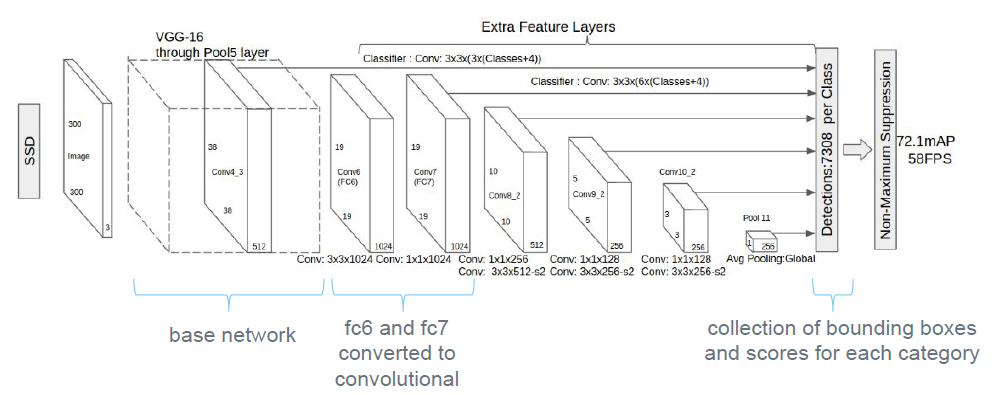 Extra Feature Layers
VGG-16
through Pool5 layer
Classifier : Conv: 3x3x(3x(Classes+4))
Classifier : Conv: 3x3x(6x(Classes+4))
SSD
300
Image
300
3
38
Conv4_3
38
512
19
Conv6
(FC6)
19
1024
19
Conv7
(FC7)
19
1024
10
Conv8_2
10
512
5
Conv9_2
5
256
Conv10_2
3
3
256
Pool 11
1
256
Detections:7308 per Class
Non-Maximum Suppression
72.1mAP
58FPS
Conv: 3x3x1024
Conv: 1x1x1024
Conv: 1x1x256
Conv: 3x3x512-s2
Conv: 1x1x128
Conv: 3x3x256-s2
Conv: 1x1x128
Conv: 3x3x256-s2
Avg Pooling:Global
base network
fc6 and fc7
converted to
convolutional
collection of bounding boxes
and scores for each category